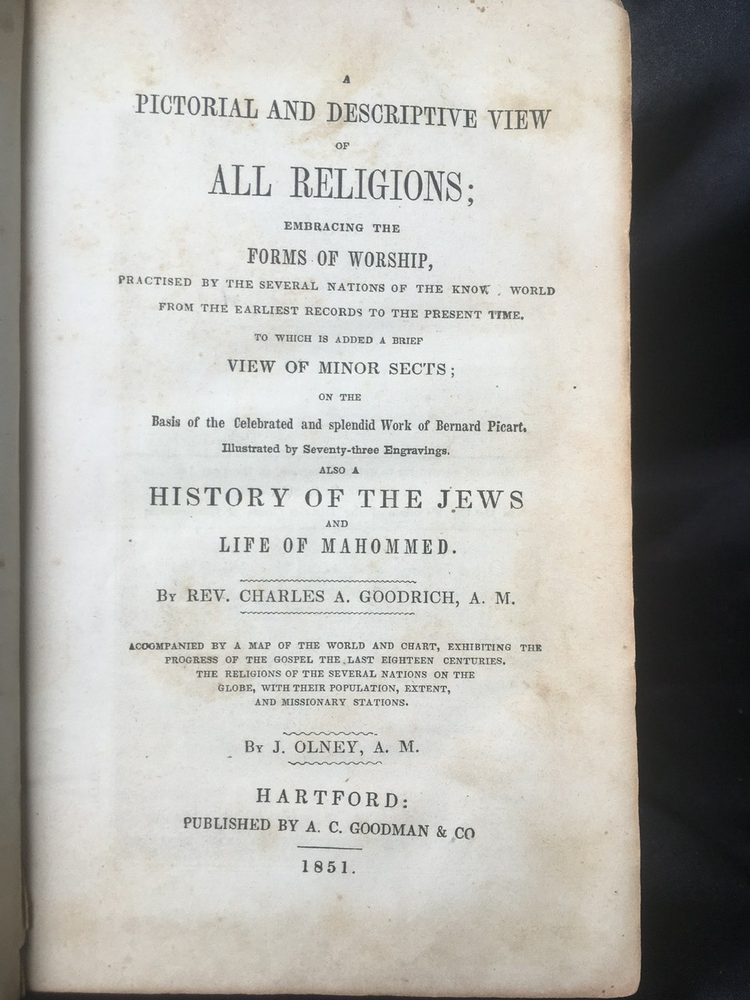 A
PICTORIAL AND DESCRIPTIVE VIEW
OF
ALL RELIGIONS;
EMBRACING THE
FORMS OF WORSHIP,
PRACTISED BY THE SEVERAL NATIONS OF THE KNOW WORLD
FROM THE EARLIEST RECORDS TO THE PRESENT TIME.
TO WHICH IS ADDED A BRIEF
VIEW OF MINOR SECTS;
ON THE
Basis of the Celebrated and splendid Work of Bernard Picart.
Illustrated by Seventy-three Engravings.
ALSO A
HISTORY OF THE JEWS
AND
LIFE OF MAHOMMED.
BY REV. CHARLES A. GOODRICH, A. M.
ACCOMPANIED BY A MAP OF THE WORLD AND CHART, EXHIBITING THE
PROGRESS OF THE GOSPEL THE LAST EIGHTEEN CENTURIES.
THE RELIGIONS OF THE SEVERAL NATIONS ON THE
GLOBE, WITH THEIR POPULATION, EXTENT,
AND MISSIONARY STATIONS.
BY J. OLNEY, A. M.
HARTFORD:
PUBLISHED BY A. C. GOODMAN & CO
1851.